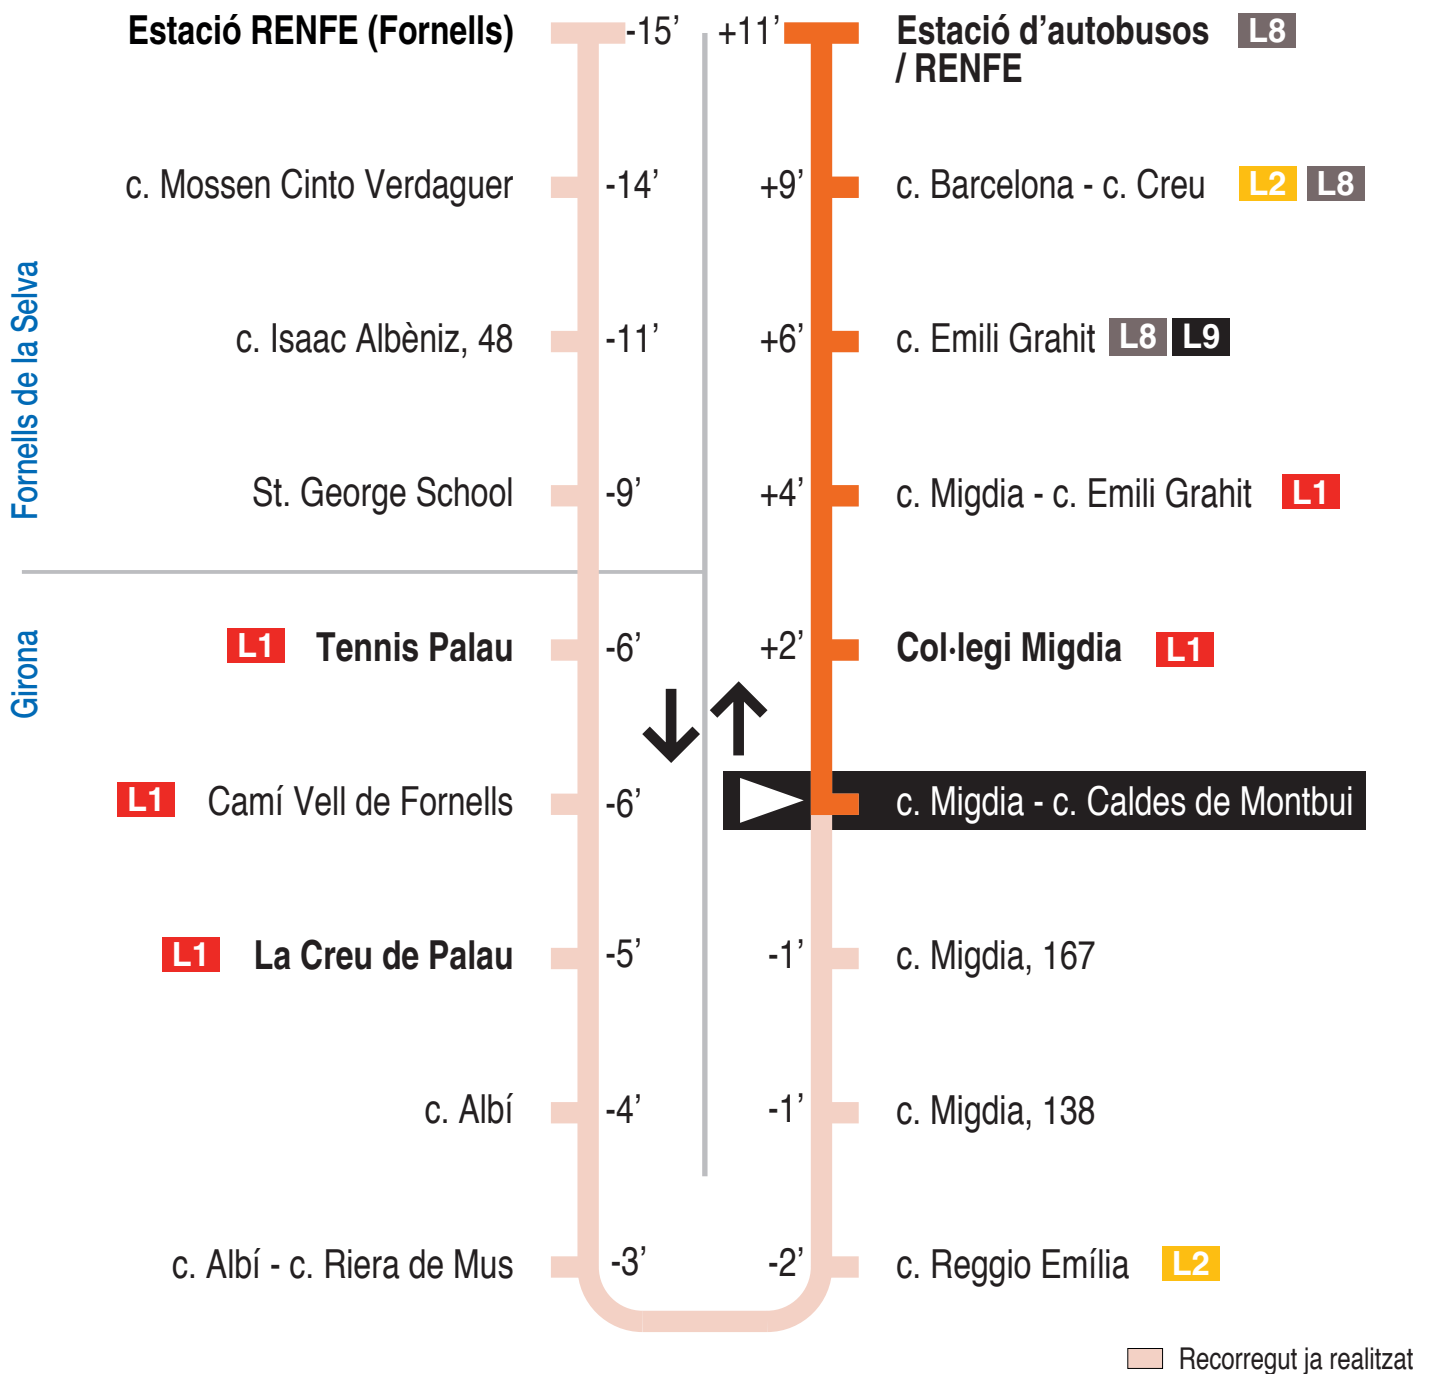 Estació RENFE (Fornells) -15’
c. Mossen Cinto Verdaguer -14’
c. Isaac Albèniz, 48 -11’
St. George School -9’
L1 Tennis Palau -6’
L1 Camí Vell de Fornells -6’
L1 La Creu de Palau -5’
c. Albí -4’
c. Albí - c. Riera de Mus -3’
Fornells de la Selva
Girona
+11’ Estació d’autobusos L8
/ RENFE
+9’ c. Barcelona - c. Creu L2 L8
+6’ c. Emili Grahit L8 L9
+4’ c. Migdia - c. Emili Grahit L1
+2’ Col·legi Migdia L1
c. Migdia - c. Caldes de Montbui
-1’ c. Migdia, 167
-1’ c. Migdia, 138
-2’ c. Reggio Emília L2
Recorregut ja realitzat